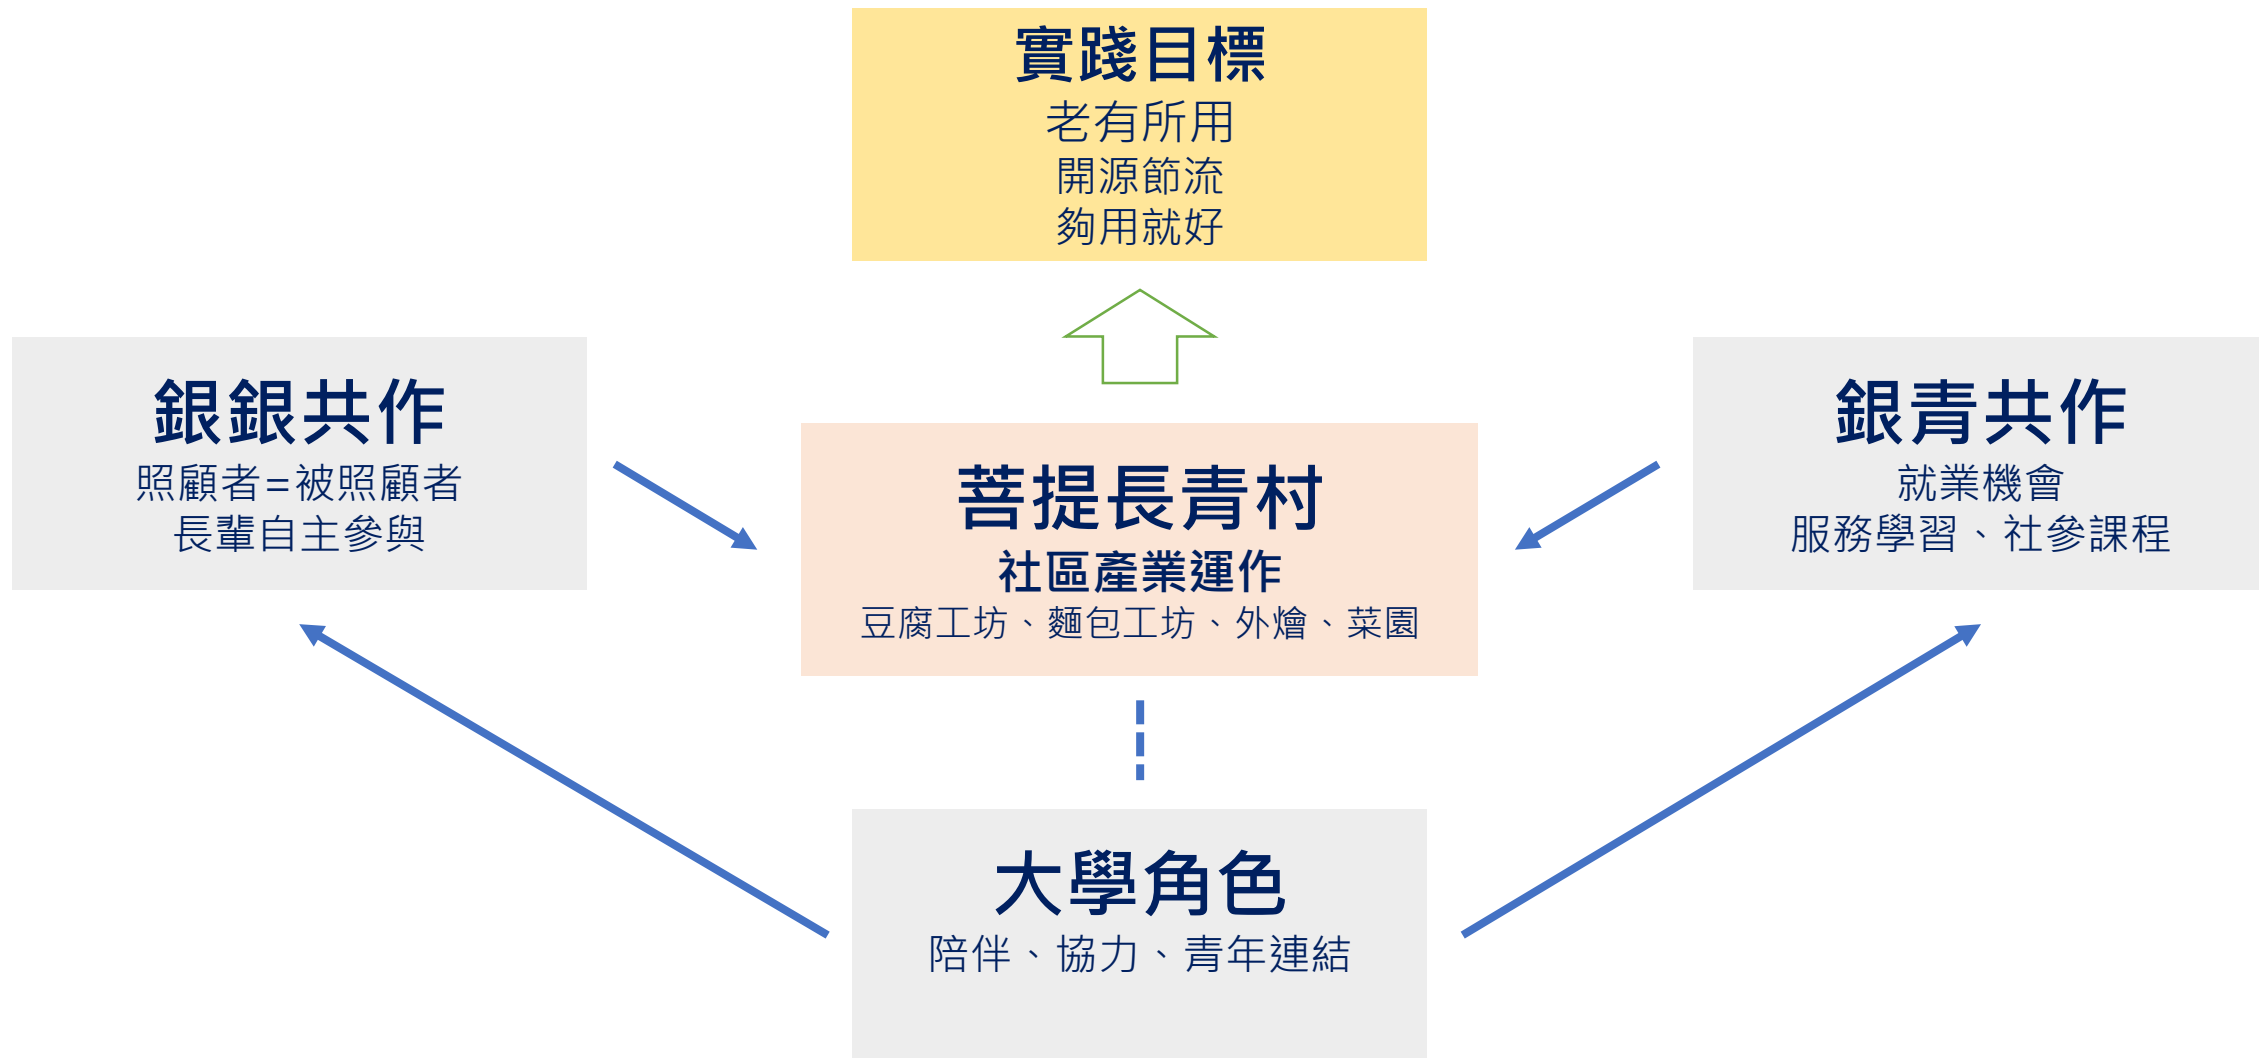 實踐目標
老有所用
開源節流
夠用就好
銀銀共作
照顧者=被照顧者
長輩自主參與
菩提長青村
社區產業運作
豆腐工坊、麵包工坊、外燴、菜園
銀青共作
就業機會
服務學習、社參課程
大學角色
陪伴、協力、青年連結